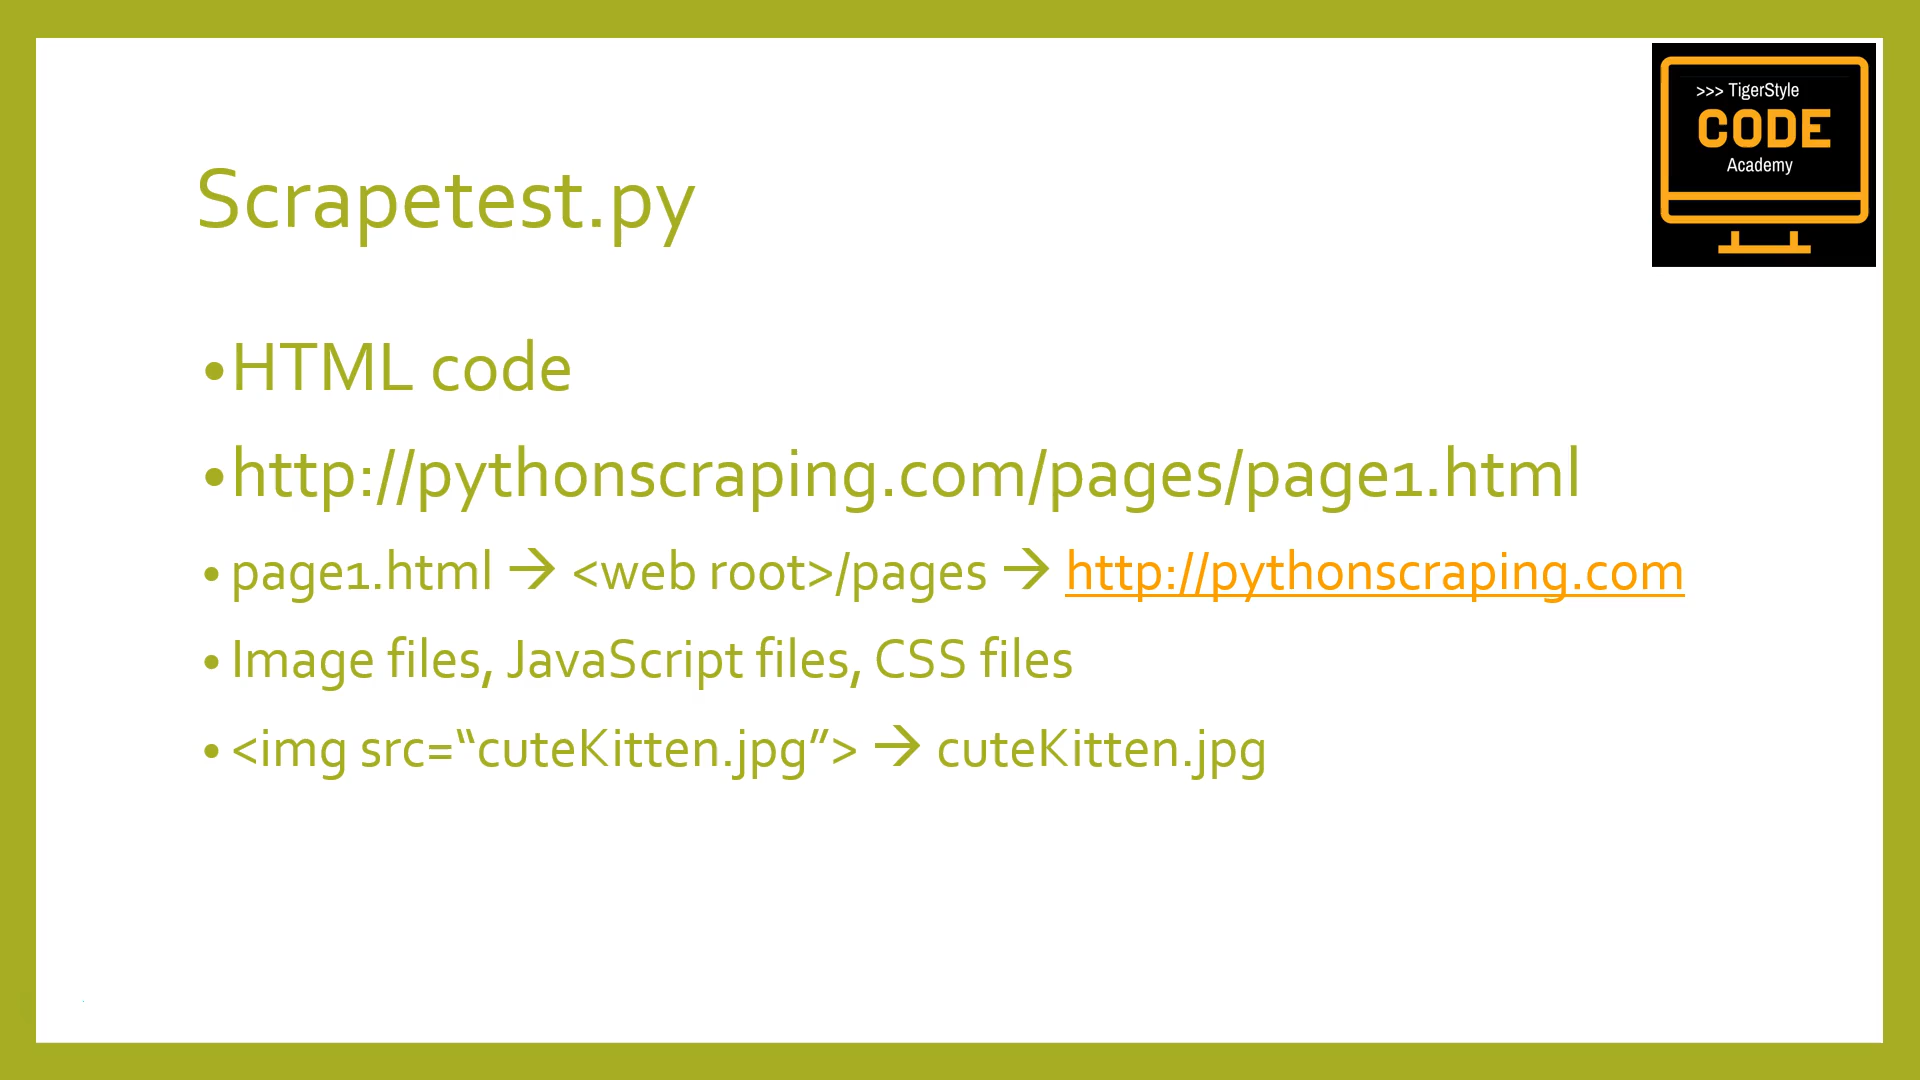 >>> TigerStyle
CODE
Academy
Scrapetest.py
•HTML code
•http://pythonscraping.com/pages/page1.html
• page1.html → <web root>/pages → http://pythonscraping.com
• Image files, JavaScript files, CSS files
• <img src=“cuteKitten.jpg”> → cuteKitten.jpg